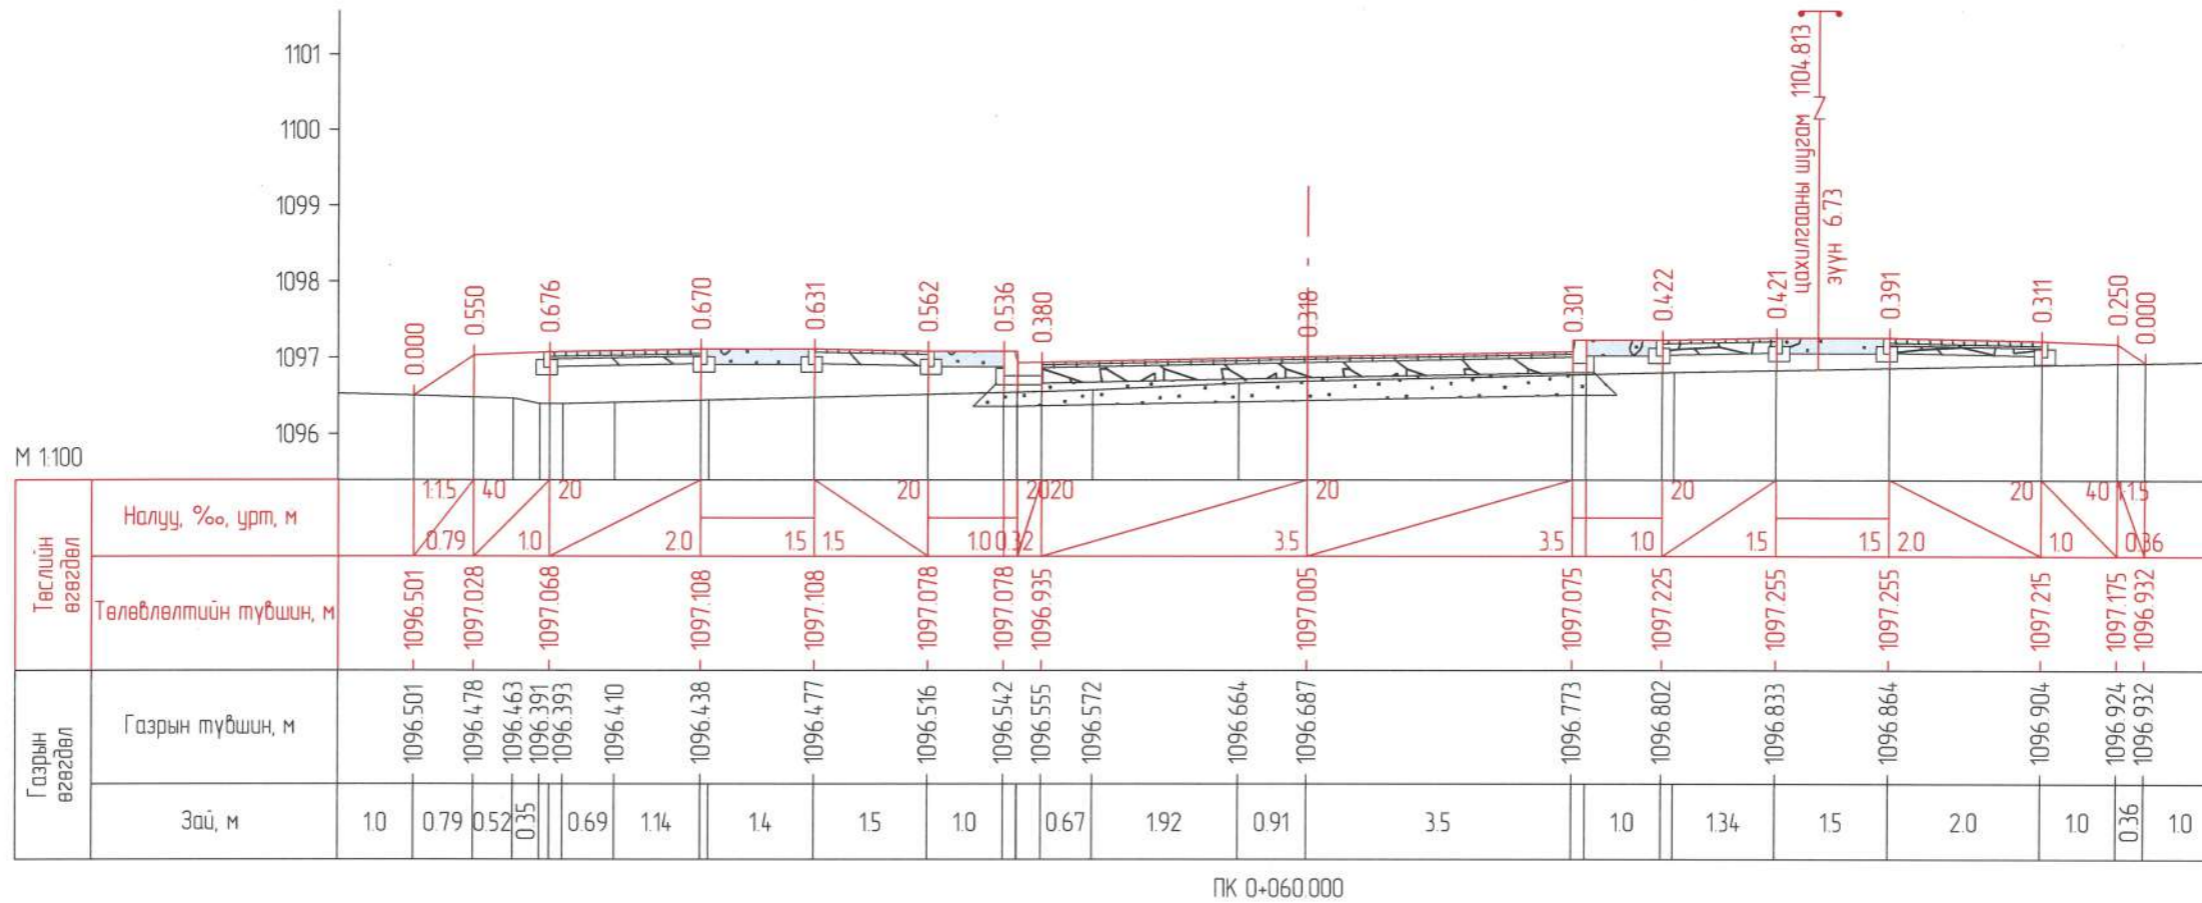 1101
1100
1099
1098
1097
1096
М 1:100
цахилгааны шугам 1104.813
зүүн 6.73
0.000 0.550 0.676 0.670 0.631 0.562 0.536 0.380 0.318 0.301 0.422 0.421 0.391 0.311 0.250 0.000
Төслийн өгөгдөл
Налуу, ‰, урт, м
1:1.5 40 20 20 20 20 20 20 20 40 1:1.5
0.79 1.0 2.0 1.5 1.5 1.0 0.32 3.5 3.5 1.0 1.5 1.5 2.0 1.0 0.36
Төлөвлөлтийн түвшин, м
1096.501 1097.028 1097.068 1097.108 1097.108 1097.078 1097.078 1096.935 1097.005 1097.075 1097.225 1097.255 1097.255 1097.215 1097.175 1096.932
Газрын өгөгдөл
Газрын түвшин, м
1096.501 1096.478 1096.463 1096.391 1096.393 1096.410 1096.438 1096.477 1096.516 1096.542 1096.555 1096.572 1096.664 1096.687 1096.773 1096.802 1096.833 1096.864 1096.904 1096.924 1096.932
Зай, м
1.0 0.79 0.52 0.35 0.69 1.14 1.4 1.5 1.0 0.67 1.92 0.91 3.5 1.0 1.34 1.5 2.0 1.0 0.36 1.0
ПК 0+060.000